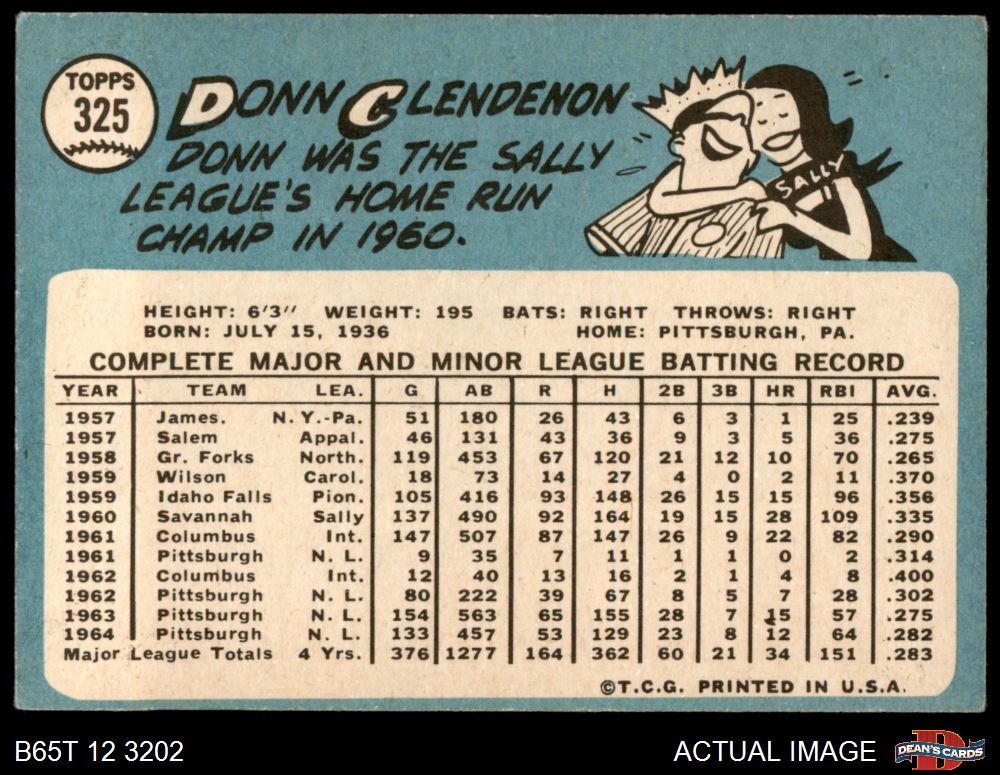 TOPPS
325
DONN CLENDENON
DONN WAS THE SALLY
LEAGUE'S HOME RUN
CHAMP IN 1960.
SALLY
HEIGHT: 6'3" WEIGHT: 195 BATS: RIGHT THROWS: RIGHT
BORN: JULY 15, 1936 HOME: PITTSBURGH, PA.
COMPLETE MAJOR AND MINOR LEAGUE BATTING RECORD
YEAR TEAM LEA. G AB R H 2B 3B HR RBI AVG.
1957 James. N.Y.-Pa. 51 180 26 43 6 3 1 25 .239
1957 Salem Appal. 46 131 43 36 9 3 5 36 .275
1958 Gr. Forks North. 119 453 67 120 21 12 10 70 .265
1959 Wilson Carol. 18 73 14 27 4 0 2 11 .370
1959 Idaho Falls Pion. 105 416 93 148 26 15 15 96 .356
1960 Savannah Sally 137 490 92 164 19 15 28 109 .335
1961 Columbus Int. 147 507 87 147 26 9 22 82 .290
1961 Pittsburgh N. L. 9 35 7 11 1 1 0 2 .314
1962 Columbus Int. 12 40 13 16 2 1 4 8 .400
1962 Pittsburgh N. L. 80 222 39 67 8 5 7 28 .302
1963 Pittsburgh N. L. 154 563 65 155 28 7 15 57 .275
1964 Pittsburgh N. L. 133 457 53 129 23 8 12 64 .282
Major League Totals 4 Yrs. 376 1277 164 362 60 21 34 151 .283
©T.C.G. PRINTED IN U.S.A.
B65T 12 3202 ACTUAL IMAGE D DEAN'S CARDS